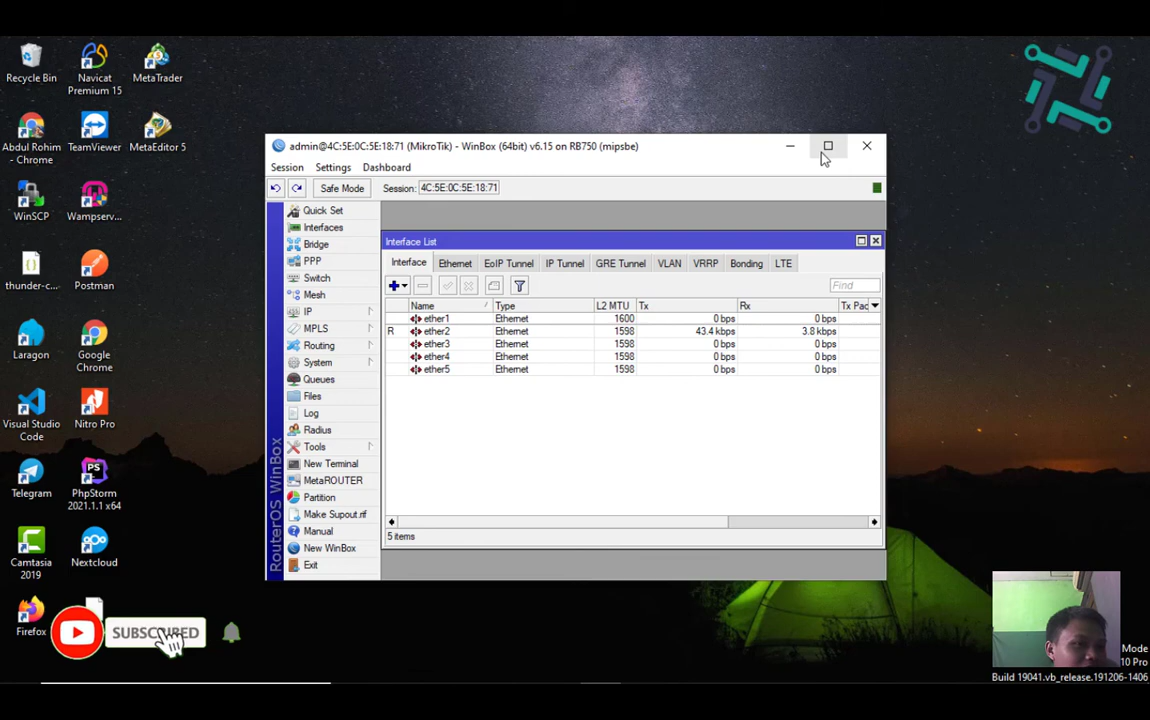 Recycle Bin
Navicat
Premium 15
MetaTrader
Abdul Rohim
- Chrome
TeamViewer
MetaEditor 5
WinSCP
Wampserv...
thunder-c...
Postman
Laragon
Google
Chrome
Visual Studio
Code
Nitro Pro
Telegram
PhpStorm
2021.1.1 x64
Camtasia
2019
Nextcloud
Firefox
SUBSCRIBED
admin@4C:5E:0C:5E:18:71 (MikroTik) - WinBox (64bit) v6.15 on RB750 (mipsbe)
Session Settings Dashboard
Safe Mode Session: 4C:5E:0C:5E:18:71
RouterOS WinBox
Quick Set
Interfaces
Bridge
PPP
Switch
Mesh
IP
MPLS
Routing
System
Queues
Files
Log
Radius
Tools
New Terminal
MetaROUTER
Partition
Make Supout.rif
Manual
New WinBox
Exit
Interface List
Interface Ethernet EoIP Tunnel IP Tunnel GRE Tunnel VLAN VRRP Bonding LTE
Find
Name Type L2 MTU Tx Rx Tx Pac
ether1 Ethernet 1600 0 bps 0 bps
R ether2 Ethernet 1598 43.4 kbps 3.8 kbps
ether3 Ethernet 1598 0 bps 0 bps
ether4 Ethernet 1598 0 bps 0 bps
ether5 Ethernet 1598 0 bps 0 bps
5 items
Mode
10 Pro
Build 19041.vb_release.191206-1406